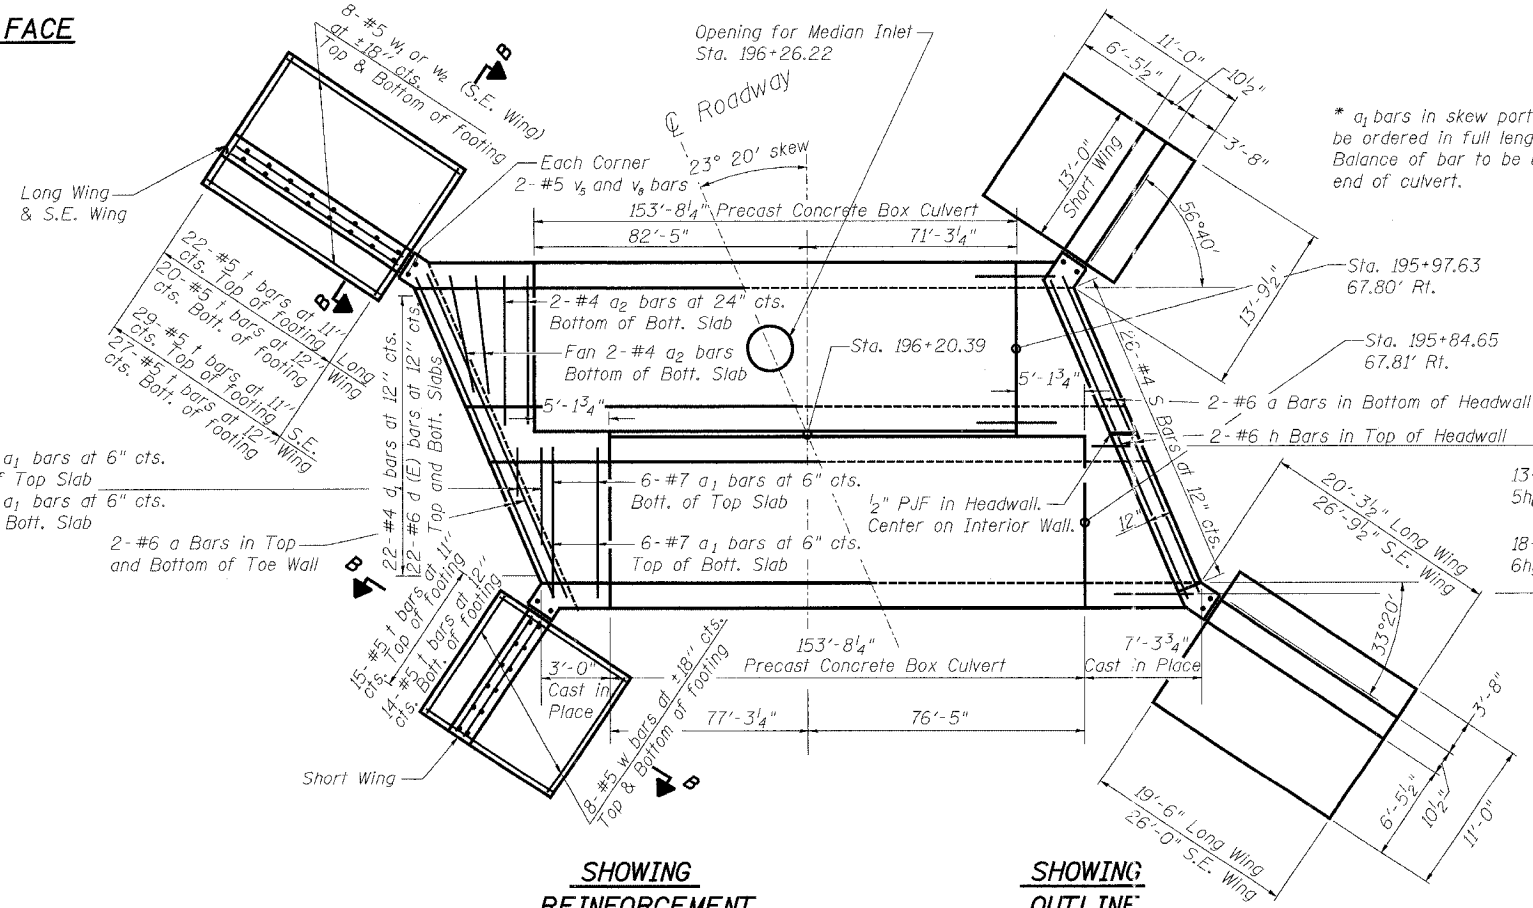 FACE
8-#5 w1 or w2 (S.E. Wing)
at ±18" cts.
Top & Bottom of footing
B
B
Long Wing
& S.E. Wing
Each Corner
2-#5 v5 and v8 bars
Opening for Median Inlet
Sta. 196+26.22
℄ Roadway
23° 20' skew
153'-8¼" Precast Concrete Box Culvert
82'-5"
71'-3¼"
11'-0"
6'-5½"
10½"
3'-8"
13'-0"
Short Wing
56°40'
13'-9½"
* a1 bars in skew port
be ordered in full leng
Balance of bar to be
end of culvert.
Sta. 195+97.63
67.80' Rt.
Sta. 195+84.65
67.81' Rt.
22-#5 t bars at 11"
cts. Top of footing
20-#5 t bars at 12"
cts. Bott. of footing
Long
Wing
29-#5 t bars at 11"
cts. Top of footing
27-#5 t bars at 12"
cts. Bott. of footing
S.E.
Wing
2-#4 a2 bars at 24" cts.
Bottom of Bott. Slab
Fan 2-#4 a2 bars
Bottom of Bott. Slab
Sta. 196+20.39
5'-1¾"
5'-1¾"
26-#4 S Bars at 12" cts.
2-#6 a Bars in Bottom of Headwall
2-#6 h Bars in Top of Headwall
a1 bars at 6" cts.
f Top Slab
a1 bars at 6" cts.
Bott. Slab
22-#4 d1 bars at 12" cts.
22-#6 d (E) bars at 12" cts.
Top and Bott. Slabs
6-#7 a1 bars at 6" cts.
Bott. of Top Slab
6-#7 a1 bars at 6" cts.
Top of Bott. Slab
½" PJF in Headwall.
Center on Interior Wall.
12"
2-#6 a Bars in Top
and Bottom of Toe Wall
20'-3½" Long Wing
26'-9½" S.E. Wing
13-
5h
18-
6h
B
15-#5 t bars at 11"
cts. Top of footing
14-#5 t bars at 12"
cts. Bott. of footing
33°20'
3'-0"
Cast in
Place
153'-8¼"
Precast Concrete Box Culvert
7'-3¾"
Cast in Place
77'-3¼"
76'-5"
8-#5 w bars at ±18" cts.
Top & Bottom of footing
Short Wing
B
3'-8"
10½"
6'-5½"
11'-0"
19'-6" Long Wing
26'-0" S.E. Wing
SHOWING
REINFORCEMENT
SHOWING
OUTLINE